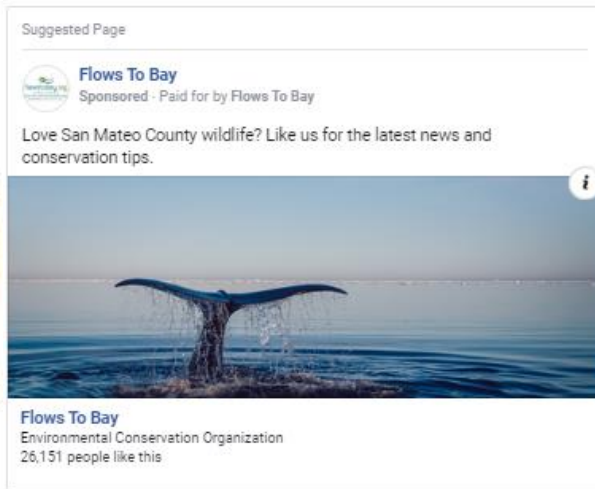 Suggested Page
Flows To Bay
Sponsored · Paid for by Flows To Bay
Love San Mateo County wildlife? Like us for the latest news and
conservation tips.
i
Flows To Bay
Environmental Conservation Organization
26,151 people like this